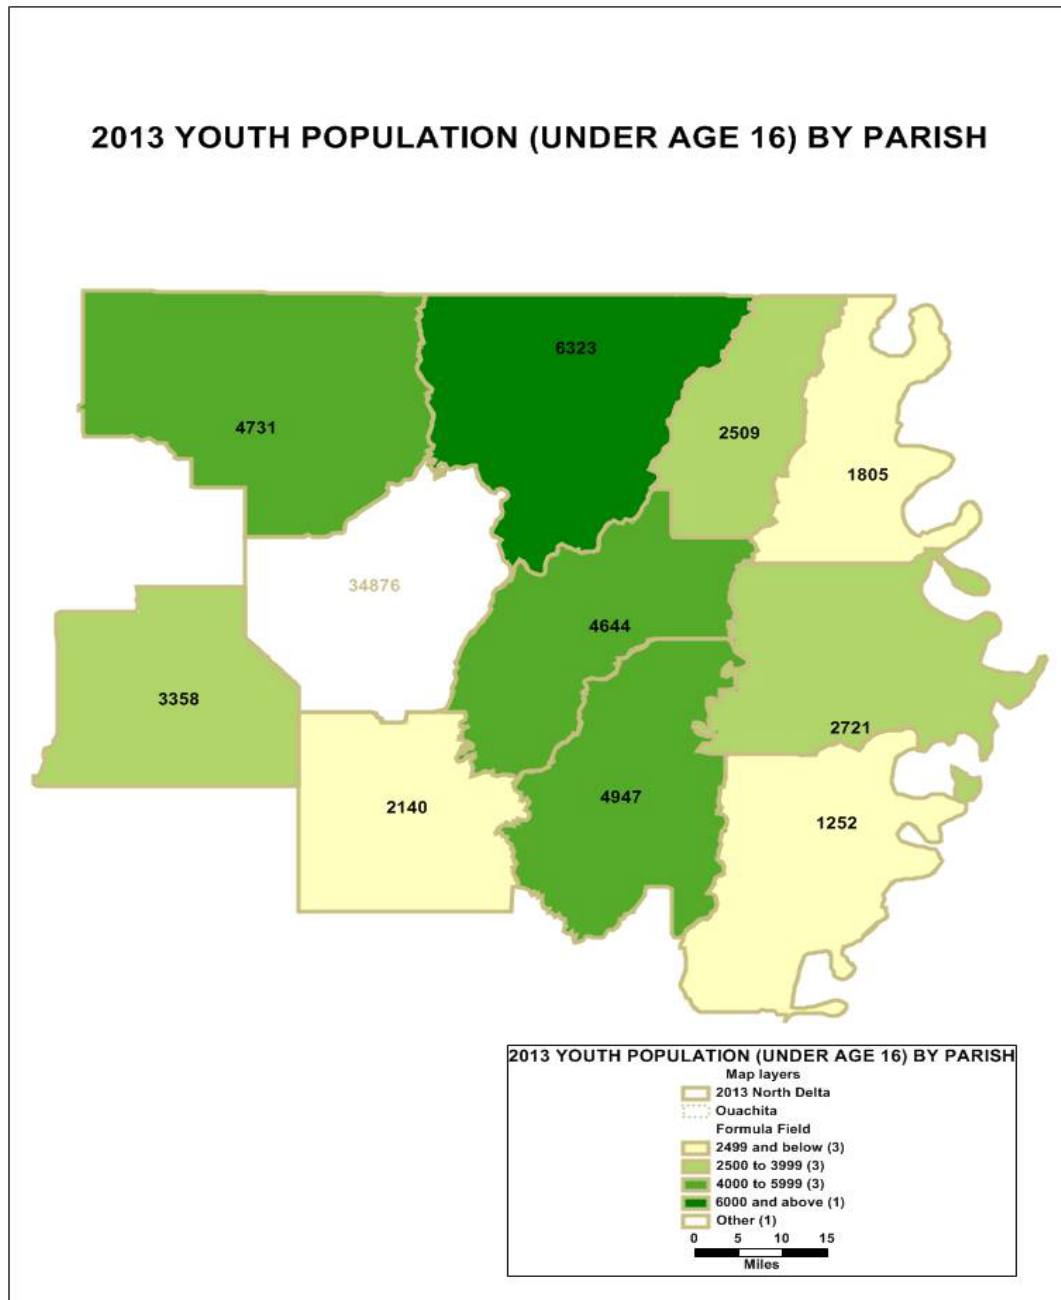 2013 YOUTH POPULATION (UNDER AGE 16) BY PARISH
6323
4731
2509
1805
34876
4644
3358
2721
4947
2140
1252
2013 YOUTH POPULATION (UNDER AGE 16) BY PARISH
Map layers
2013 North Delta
Ouachita
Formula Field
2499 and below (3)
2500 to 3999 (3)
4000 to 5999 (3)
6000 and above (1)
Other (1)
0 5 10 15
Miles